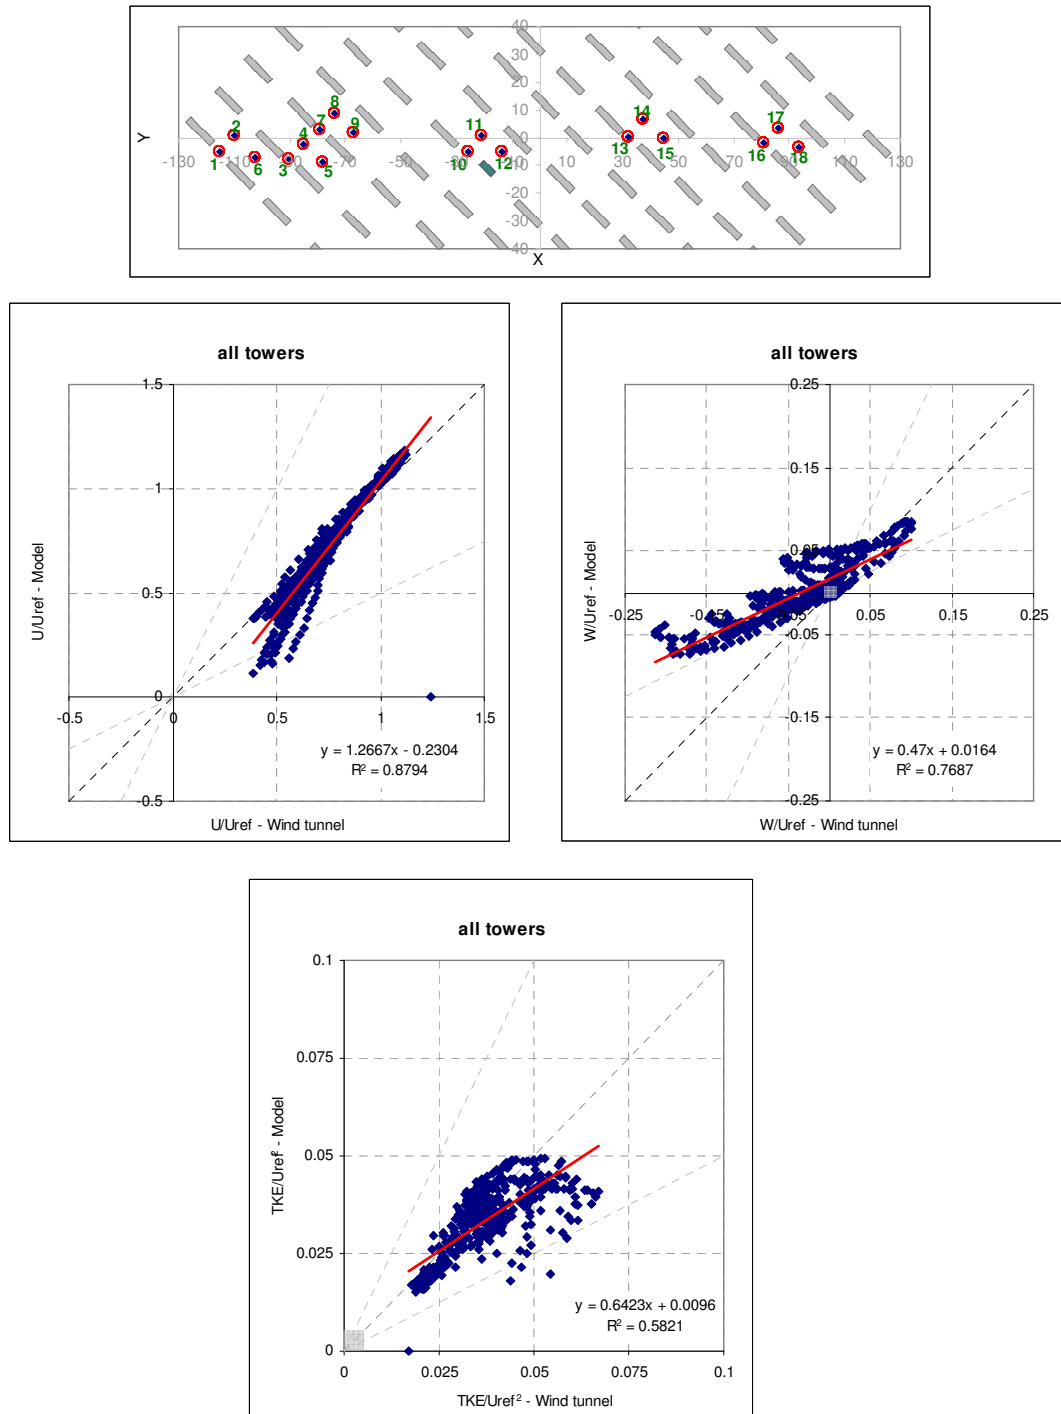 40
30
20
10
0
-10
-20
-30
-40
Y
-130 -110 -90 -70 -50 -30 -10 10 30 50 70 90 110 130
1 2 3 4 5 6 7 8 9 10 11 12 13 14 15 16 17 18
X
all towers
1.5
1
0.5
0
-0.5
-0.5 0 0.5 1 1.5
U/Uref - Model
y = 1.2667x - 0.2304
R² = 0.8794
U/Uref - Wind tunnel
all towers
0.25
0.15
0.05
-0.05
-0.15
-0.25
-0.25 -0.15 -0.05 0.05 0.15 0.25
W/Uref - Model
y = 0.47x + 0.0164
R² = 0.7687
W/Uref - Wind tunnel
all towers
0.1
0.075
0.05
0.025
0
0 0.025 0.05 0.075 0.1
TKE/Uref² - Model
y = 0.6423x + 0.0096
R² = 0.5821
TKE/Uref² - Wind tunnel